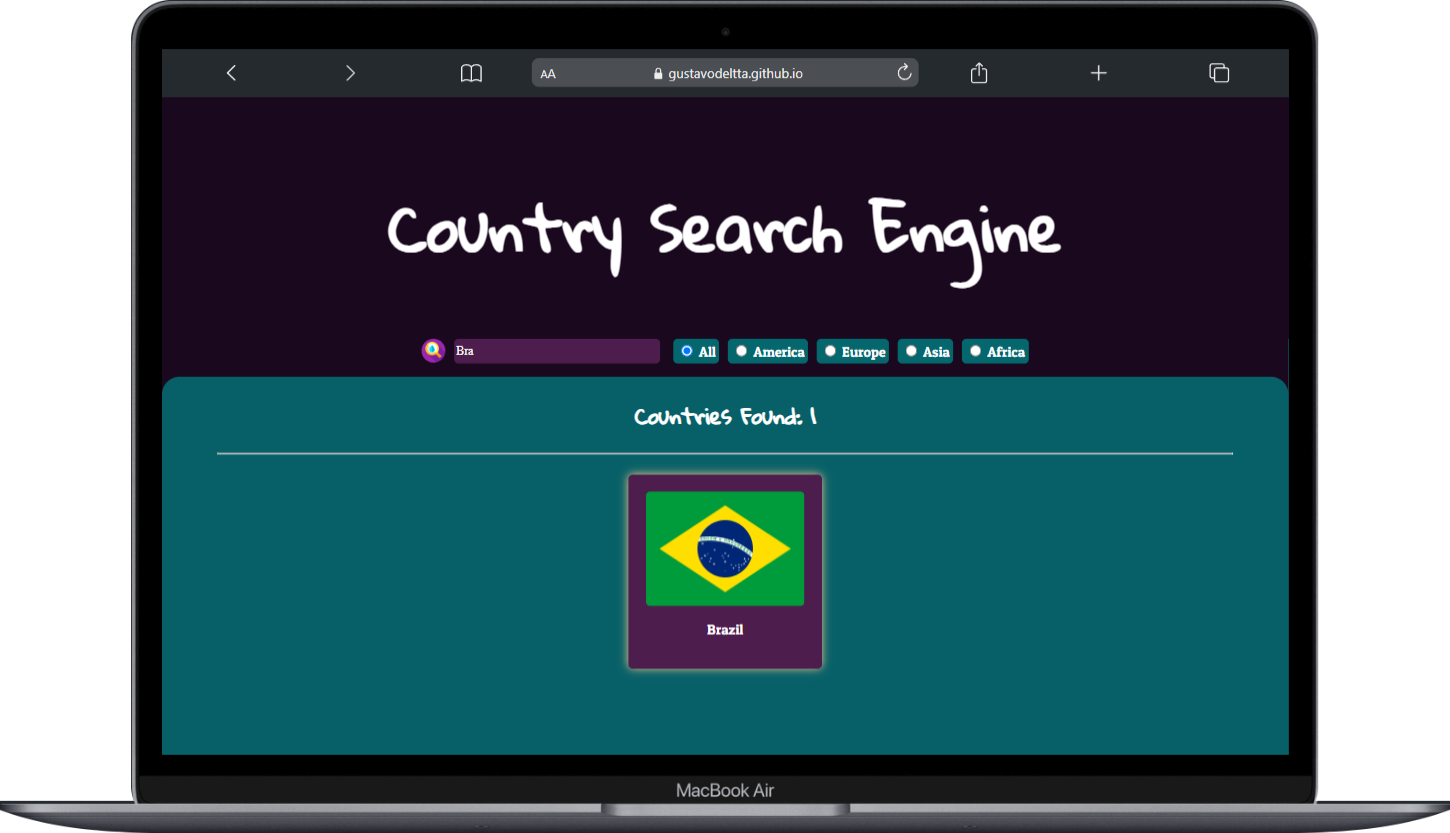 AA gustavodeltta.github.io
Country Search Engine
Bra All America Europe Asia Africa
Countries Found: 1
Brazil
MacBook Air